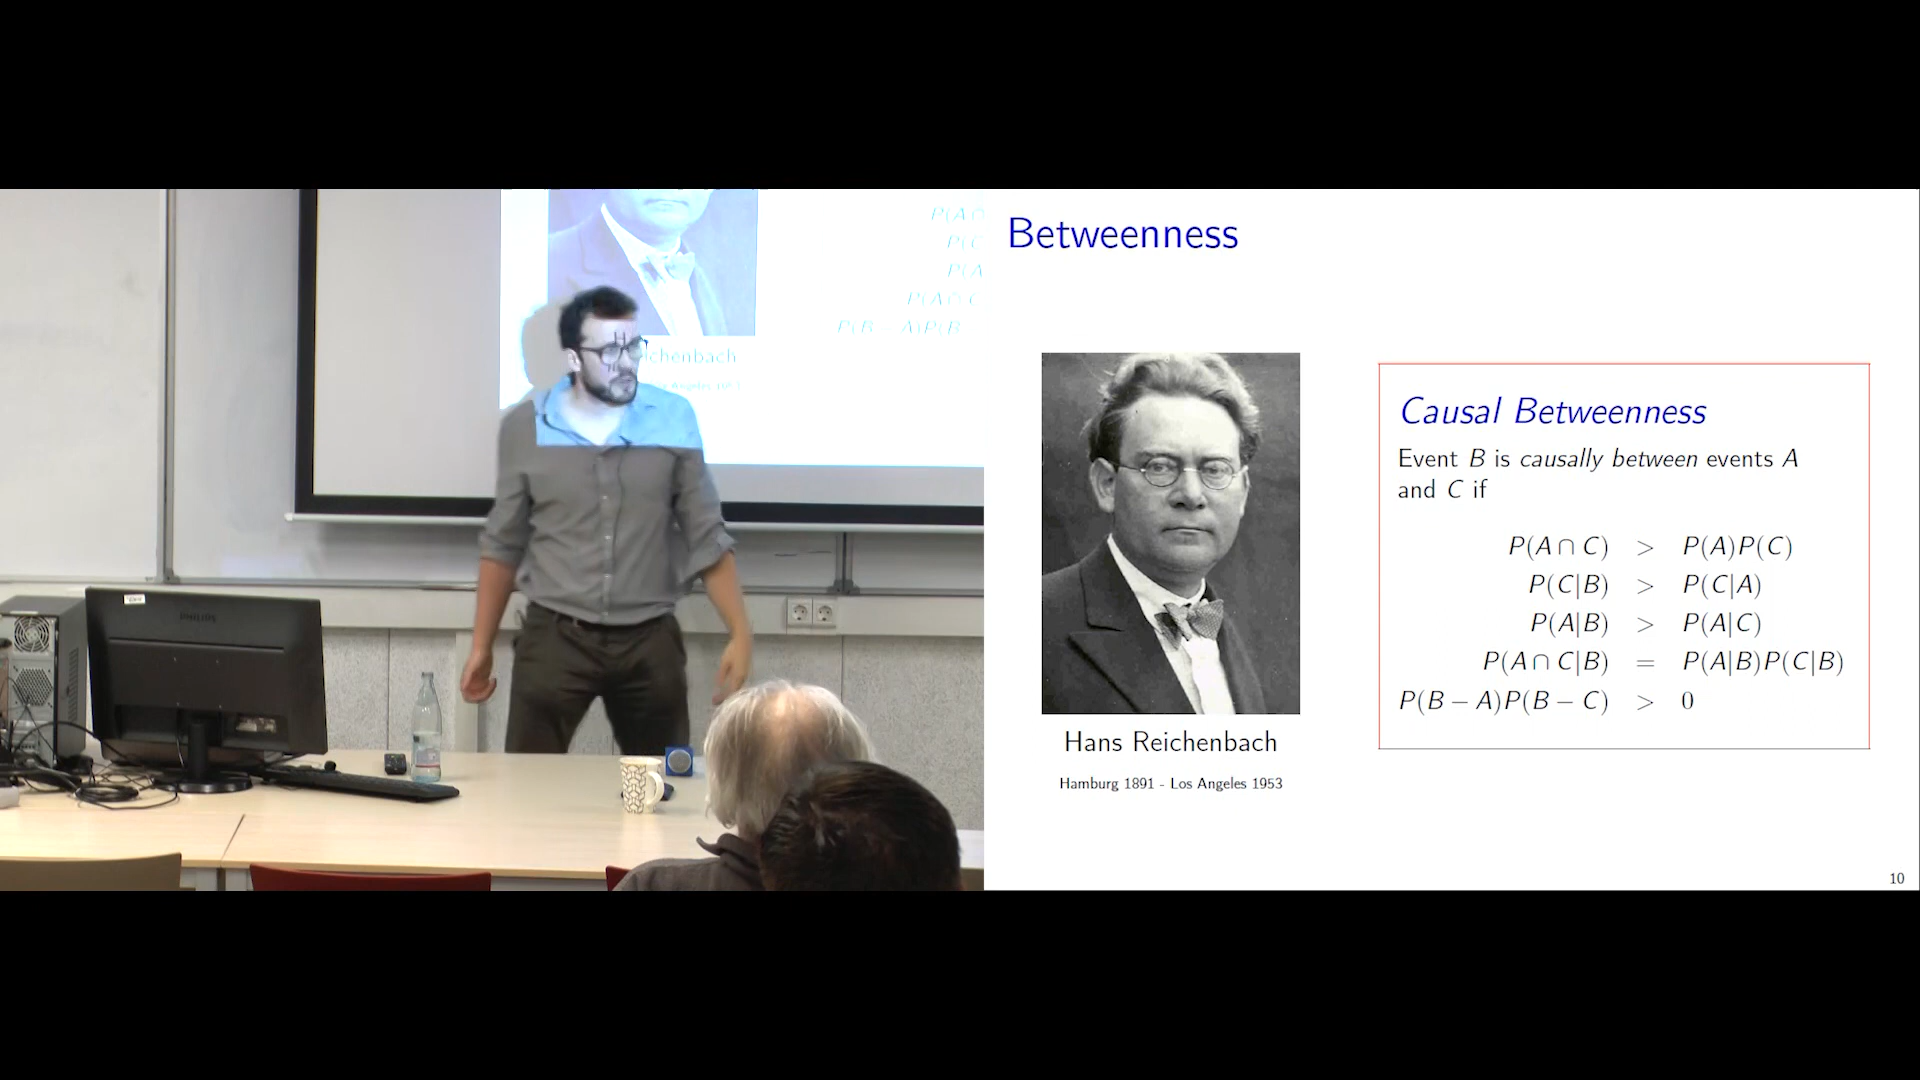 Betweenness
Causal Betweenness
Event B is causally between events A
and C if
P(A ∩ C) > P(A)P(C)
P(C|B) > P(C|A)
P(A|B) > P(A|C)
P(A ∩ C|B) = P(A|B)P(C|B)
P(B − A)P(B − C) > 0
Hans Reichenbach
Hamburg 1891 - Los Angeles 1953
10
PHILIPS